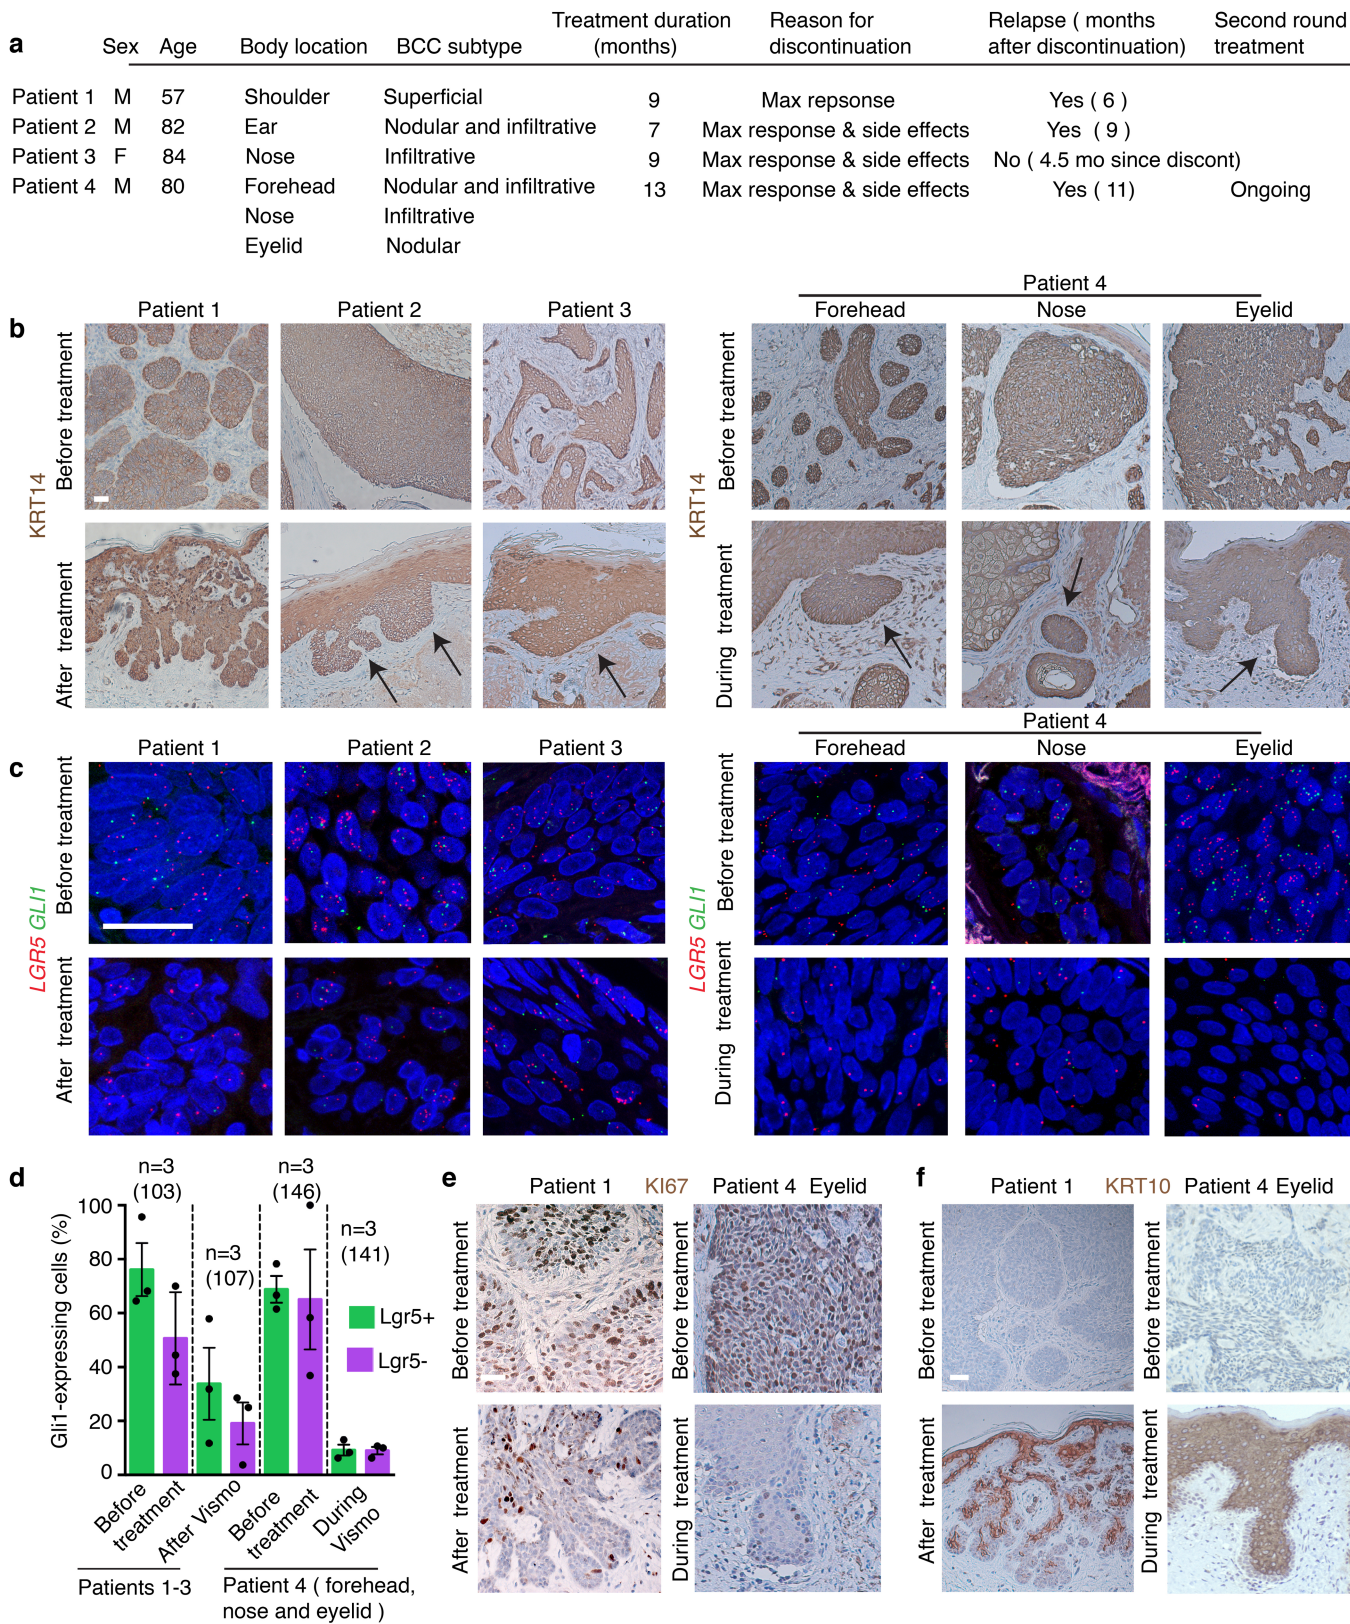 a
Sex Age Body location BCC subtype Treatment duration (months) Reason for discontinuation Relapse ( months after discontinuation) Second round treatment
Patient 1 M 57 Shoulder Superficial 9 Max repsonse Yes ( 6 )
Patient 2 M 82 Ear Nodular and infiltrative 7 Max response & side effects Yes ( 9 )
Patient 3 F 84 Nose Infiltrative 9 Max response & side effects No ( 4.5 mo since discont)
Patient 4 M 80 Forehead Nodular and infiltrative 13 Max response & side effects Yes ( 11) Ongoing
Nose Infiltrative
Eyelid Nodular
b
Patient 1 Patient 2 Patient 3
Patient 4
Forehead Nose Eyelid
KRT14
Before treatment
After treatment
KRT14
Before treatment
During treatment
c
Patient 1 Patient 2 Patient 3
Patient 4
Forehead Nose Eyelid
LGR5 GLI1
Before treatment
After treatment
LGR5 GLI1
Before treatment
During treatment
d
Gli1-expressing cells (%)
100
80
60
40
20
0
n=3
(103)
n=3
(107)
n=3
(146)
n=3
(141)
Lgr5+
Lgr5-
Before treatment
After Vismo
Before treatment
During Vismo
Patients 1-3
Patient 4 ( forehead,
nose and eyelid )
e
Patient 1 KI67 Patient 4 Eyelid
Before treatment
Before treatment
After treatment
During treatment
f
Patient 1 KRT10 Patient 4 Eyelid
Before treatment
Before treatment
After treatment
During treatment